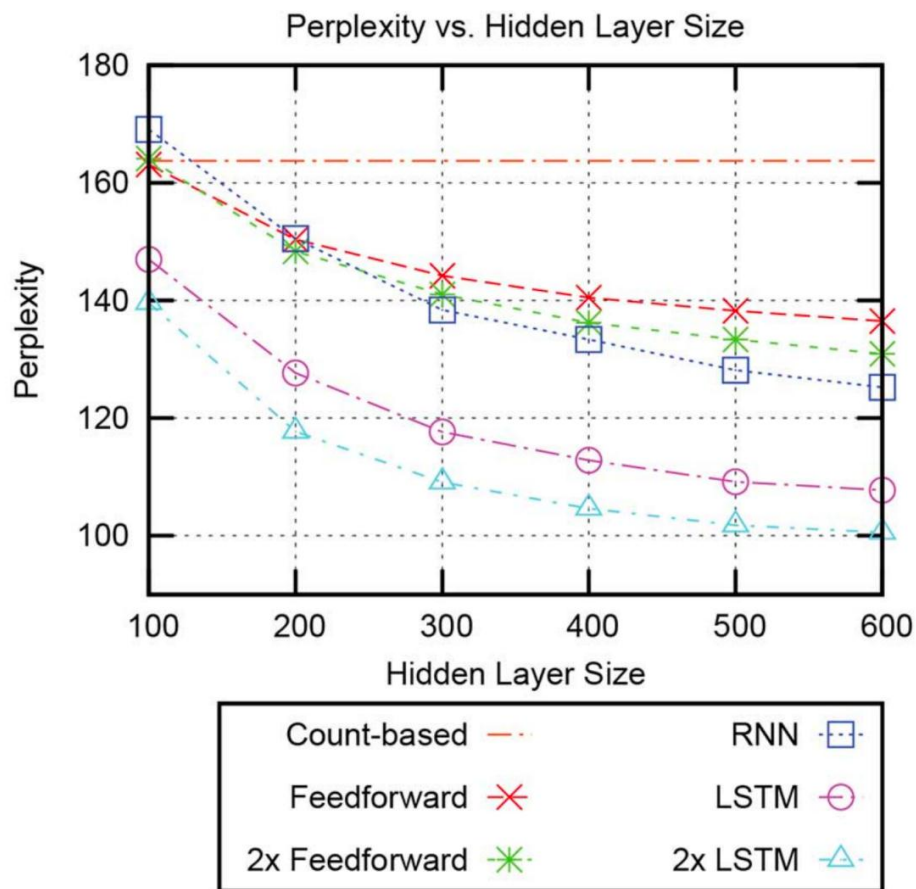 Perplexity vs. Hidden Layer Size
180
160
140
120
100
Perplexity
100 200 300 400 500 600
Hidden Layer Size
Count-based RNN
Feedforward LSTM
2x Feedforward 2x LSTM